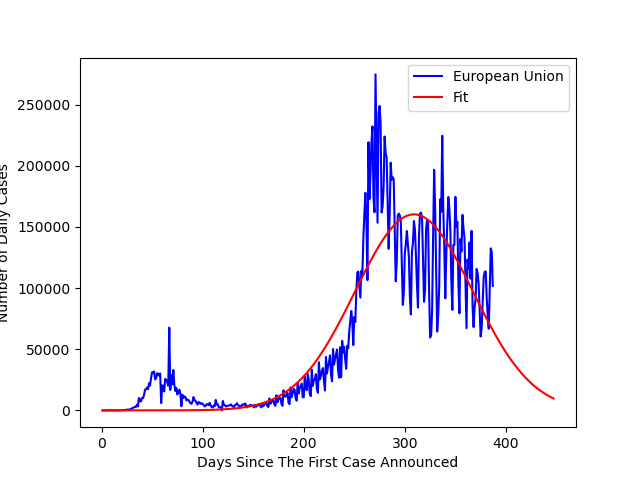 European Union
Fit
250000
200000
150000
100000
50000
0
Number of Daily Cases
0 100 200 300 400
Days Since The First Case Announced